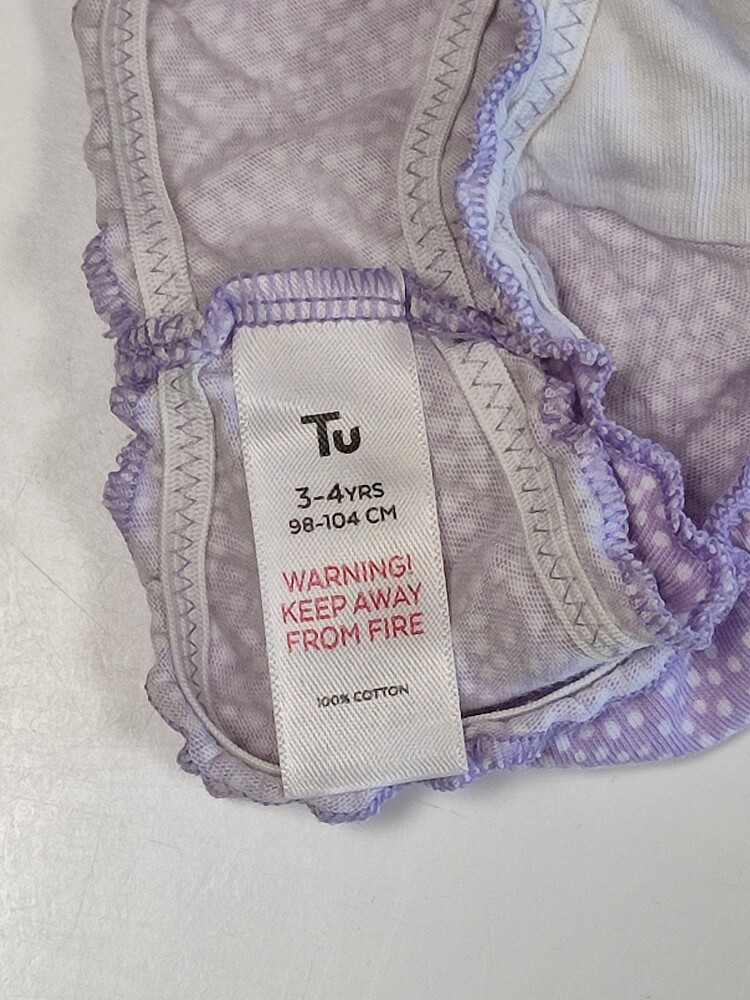 Tu
3-4YRS
98-104 CM
WARNING!
KEEP AWAY
FROM FIRE
100% COTTON